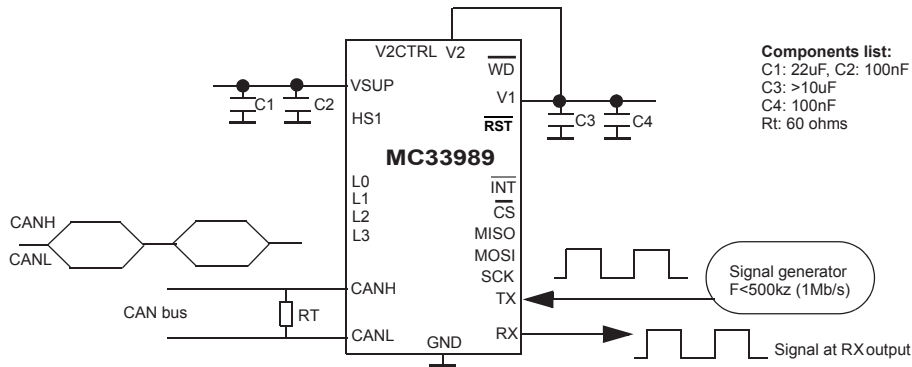 V2CTRL V2
WD
VSUP
C1
C2
V1
HS1
RST
C3
C4
MC33989
Components list:
C1: 22uF, C2: 100nF
C3: >10uF
C4: 100nF
Rt: 60 ohms
L0
L1
L2
L3
INT
CS
MISO
MOSI
SCK
TX
RX
CANH
CANL
Signal generator
F<500kz (1Mb/s)
CANH
CAN bus
RT
CANL
GND
Signal at RX output